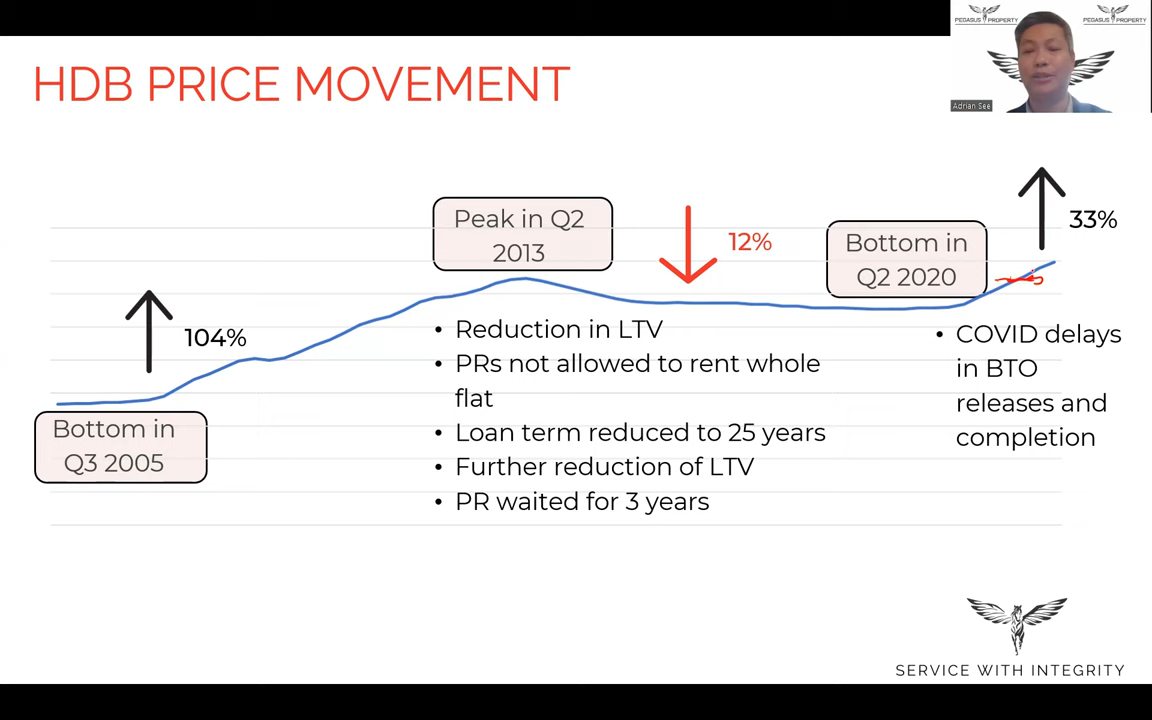 PEGASUS PROPERTY
PEGASUS PROPERTY
Adrian See
HDB PRICE MOVEMENT
Peak in Q2
2013
12%
Bottom in
Q2 2020
33%
104%
Bottom in
Q3 2005
• Reduction in LTV
• PRs not allowed to rent whole
flat
• Loan term reduced to 25 years
• Further reduction of LTV
• PR waited for 3 years
• COVID delays
in BTO
releases and
completion
SERVICE WITH INTEGRITY